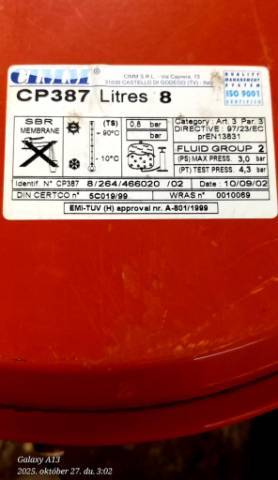 CIMM
CIMM S.R.L. - Via Caprera, 13
31030 CASTELLO DI GODEGO (TV) - Italy
QUALITY
MANAGEMENT
SYSTEM
ISO 9001
CERTIFIED
CP387 Litres 8
SBR
MEMBRANE
(TS)
- 90°C
- 10°C
0,8 bar
bar
Category: Art. 3 Par. 3
DIRECTIVE : 97/23/EC
prEN13831
FLUID GROUP 2
(PS) MAX PRESS. 3,0 bar
(PT) TEST PRESS. 4,3 bar
Identif. N° CP387 8/264/466020 /02 Date : 10/09/02
DIN CERTCO n° 5C019/99 WRAS n° 0010069
EMI-TUV (H) approval nr. A-801/1999
Galaxy A13
2025. október 27. du. 3:02